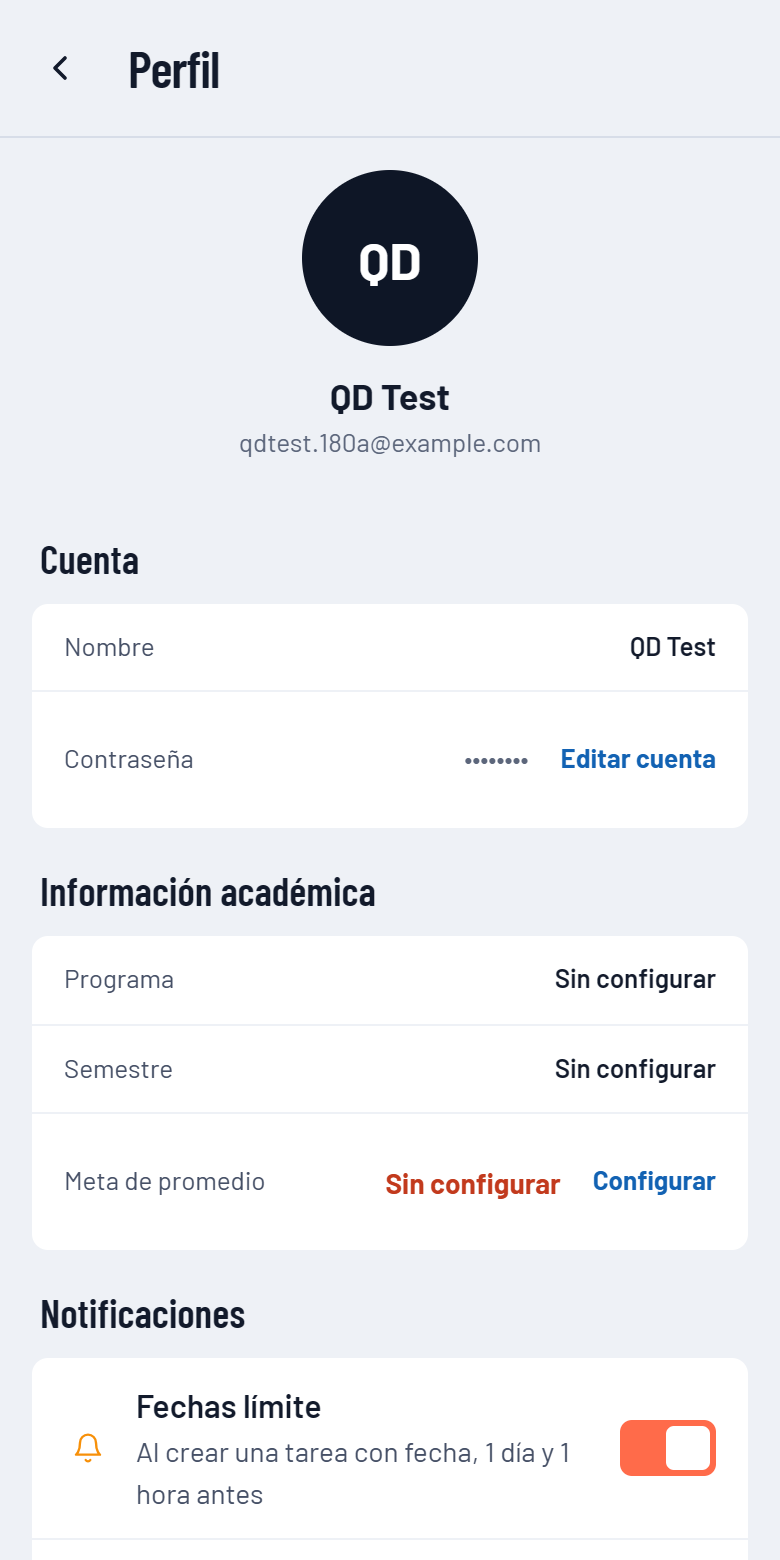 Perfil
QD
QD Test
qdtest.180a@example.com
Cuenta
Nombre QD Test
Contraseña •••••••• Editar cuenta
Información académica
Programa Sin configurar
Semestre Sin configurar
Meta de promedio Sin configurar Configurar
Notificaciones
Fechas límite
Al crear una tarea con fecha, 1 día y 1
hora antes